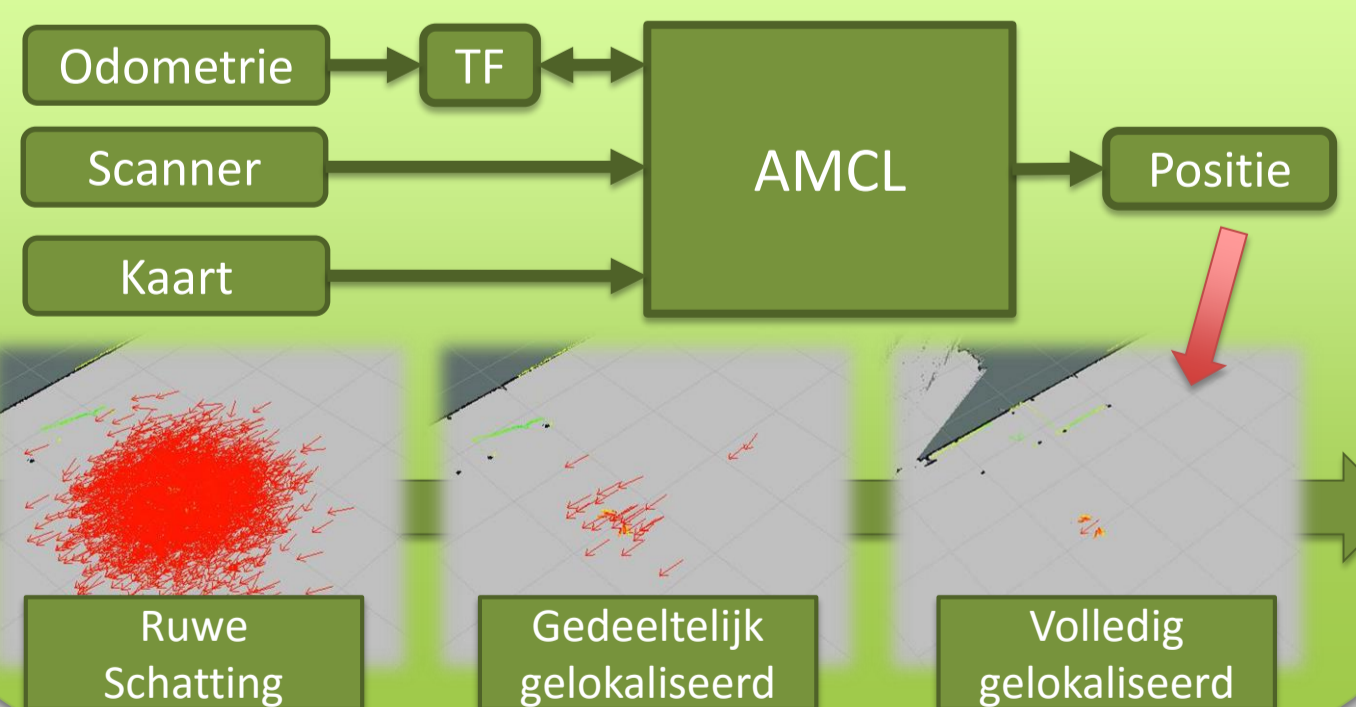 Odometrie
TF
Scanner
AMCL
Positie
Kaart
Ruwe
Schatting
Gedeeltelijk
gelokaliseerd
Volledig
gelokaliseerd